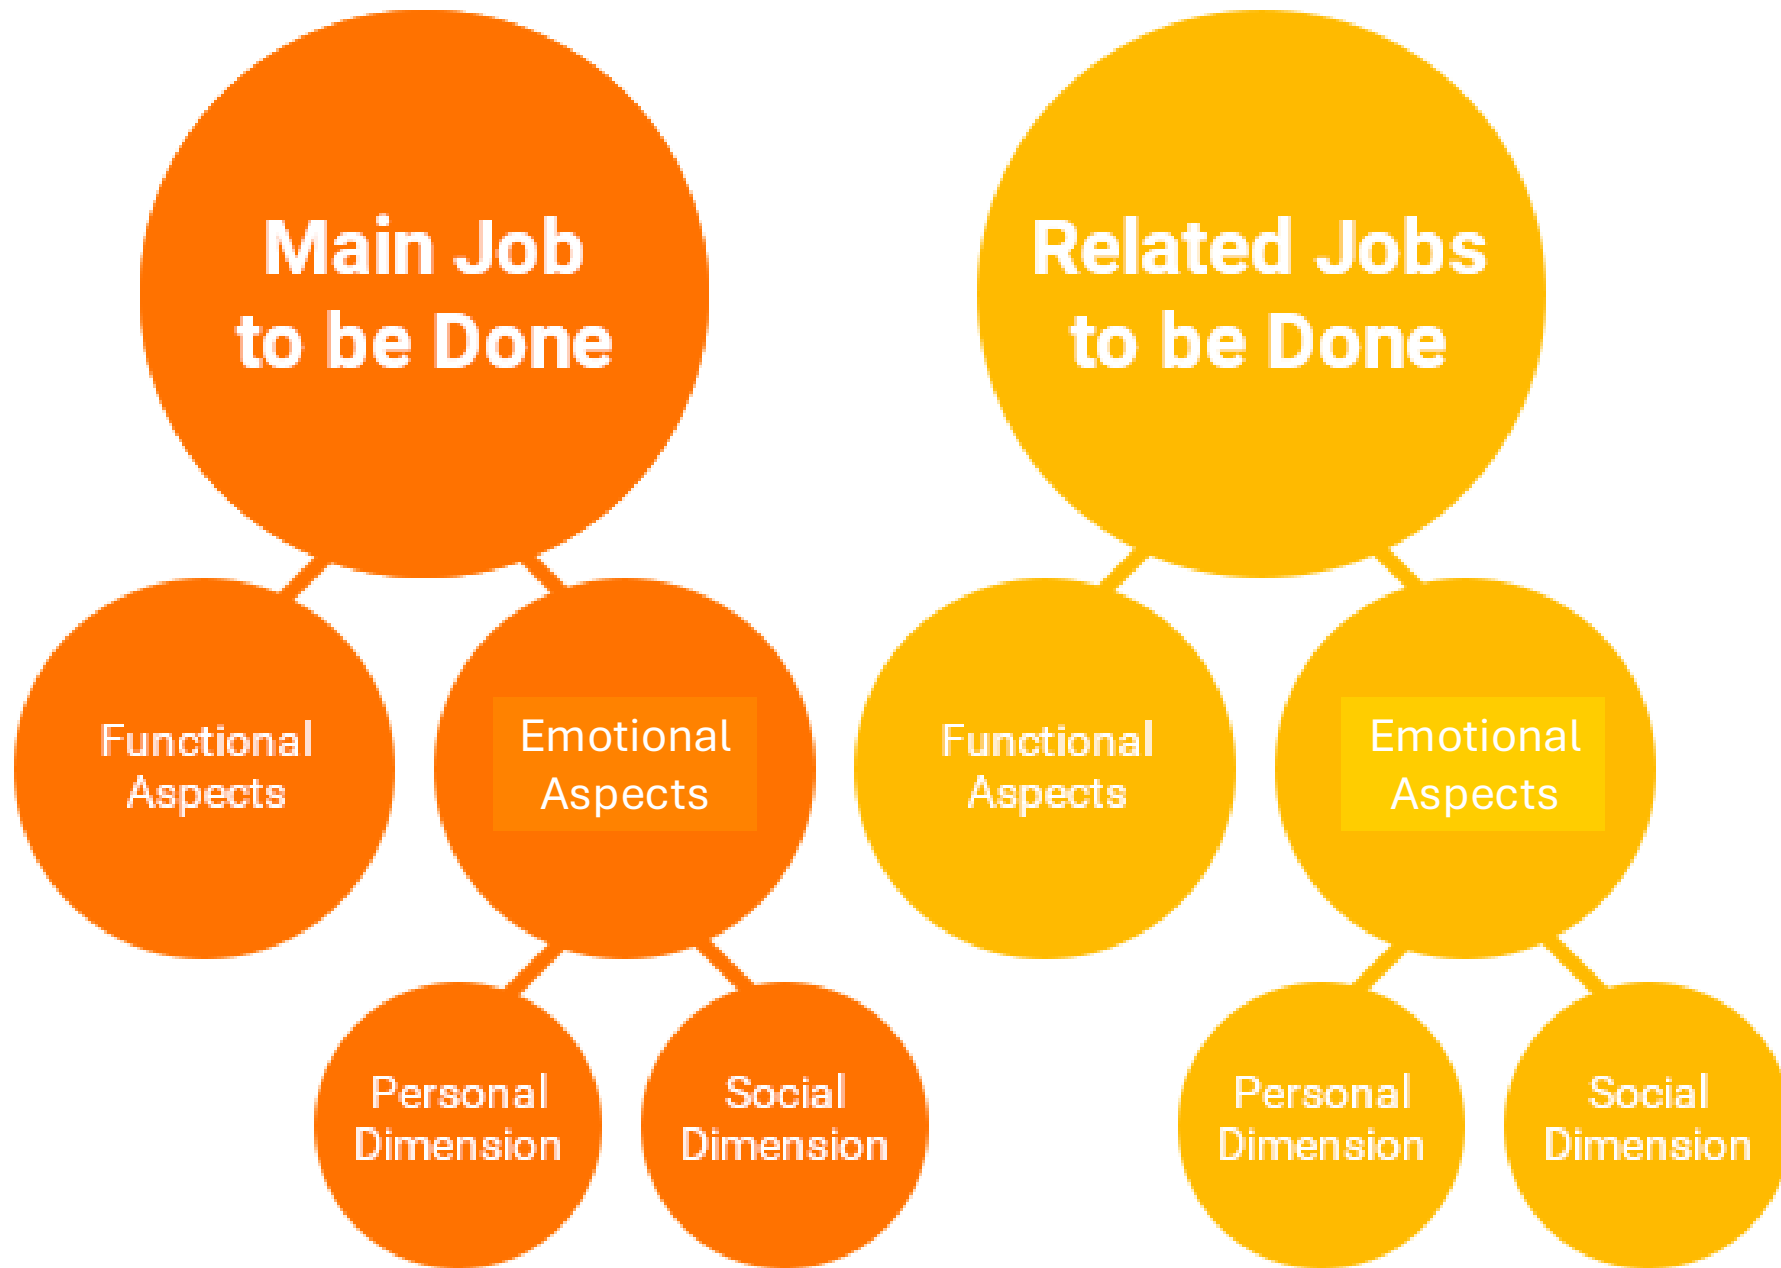 Main Job
to be Done
Related Jobs
to be Done
Functional
Aspects
Emotional
Aspects
Functional
Aspects
Emotional
Aspects
Personal
Dimension
Social
Dimension
Personal
Dimension
Social
Dimension